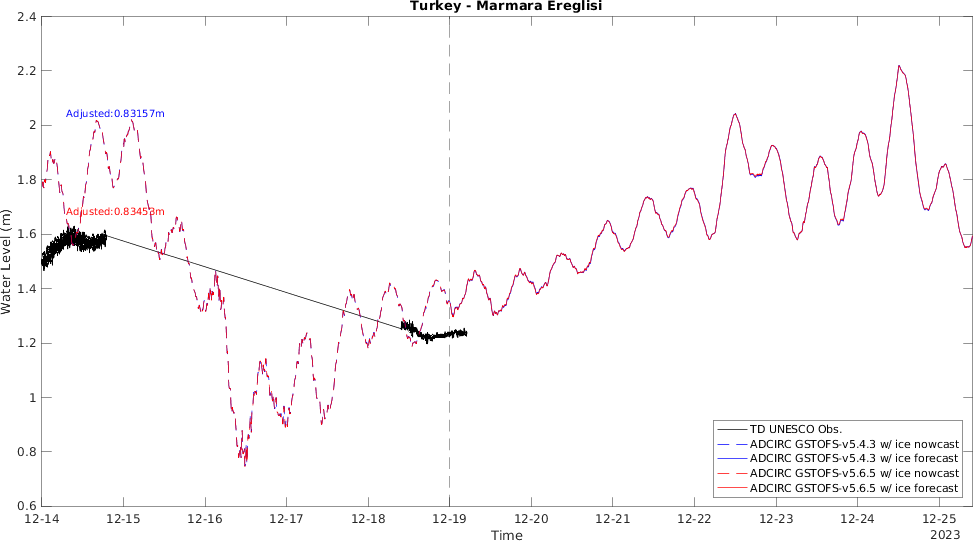 Turkey - Marmara Ereglisi
2.4
2.2
2
1.8
1.6
1.4
1.2
1
0.8
0.6
Water Level (m)
Adjusted:0.83157m
Adjusted:0.83453m
TD UNESCO Obs.
ADCIRC GSTOFS-v5.4.3 w/ ice nowcast
ADCIRC GSTOFS-v5.4.3 w/ ice forecast
ADCIRC GSTOFS-v5.6.5 w/ ice nowcast
ADCIRC GSTOFS-v5.6.5 w/ ice forecast
12-14 12-15 12-16 12-17 12-18 12-19 12-20 12-21 12-22 12-23 12-24 12-25
2023
Time